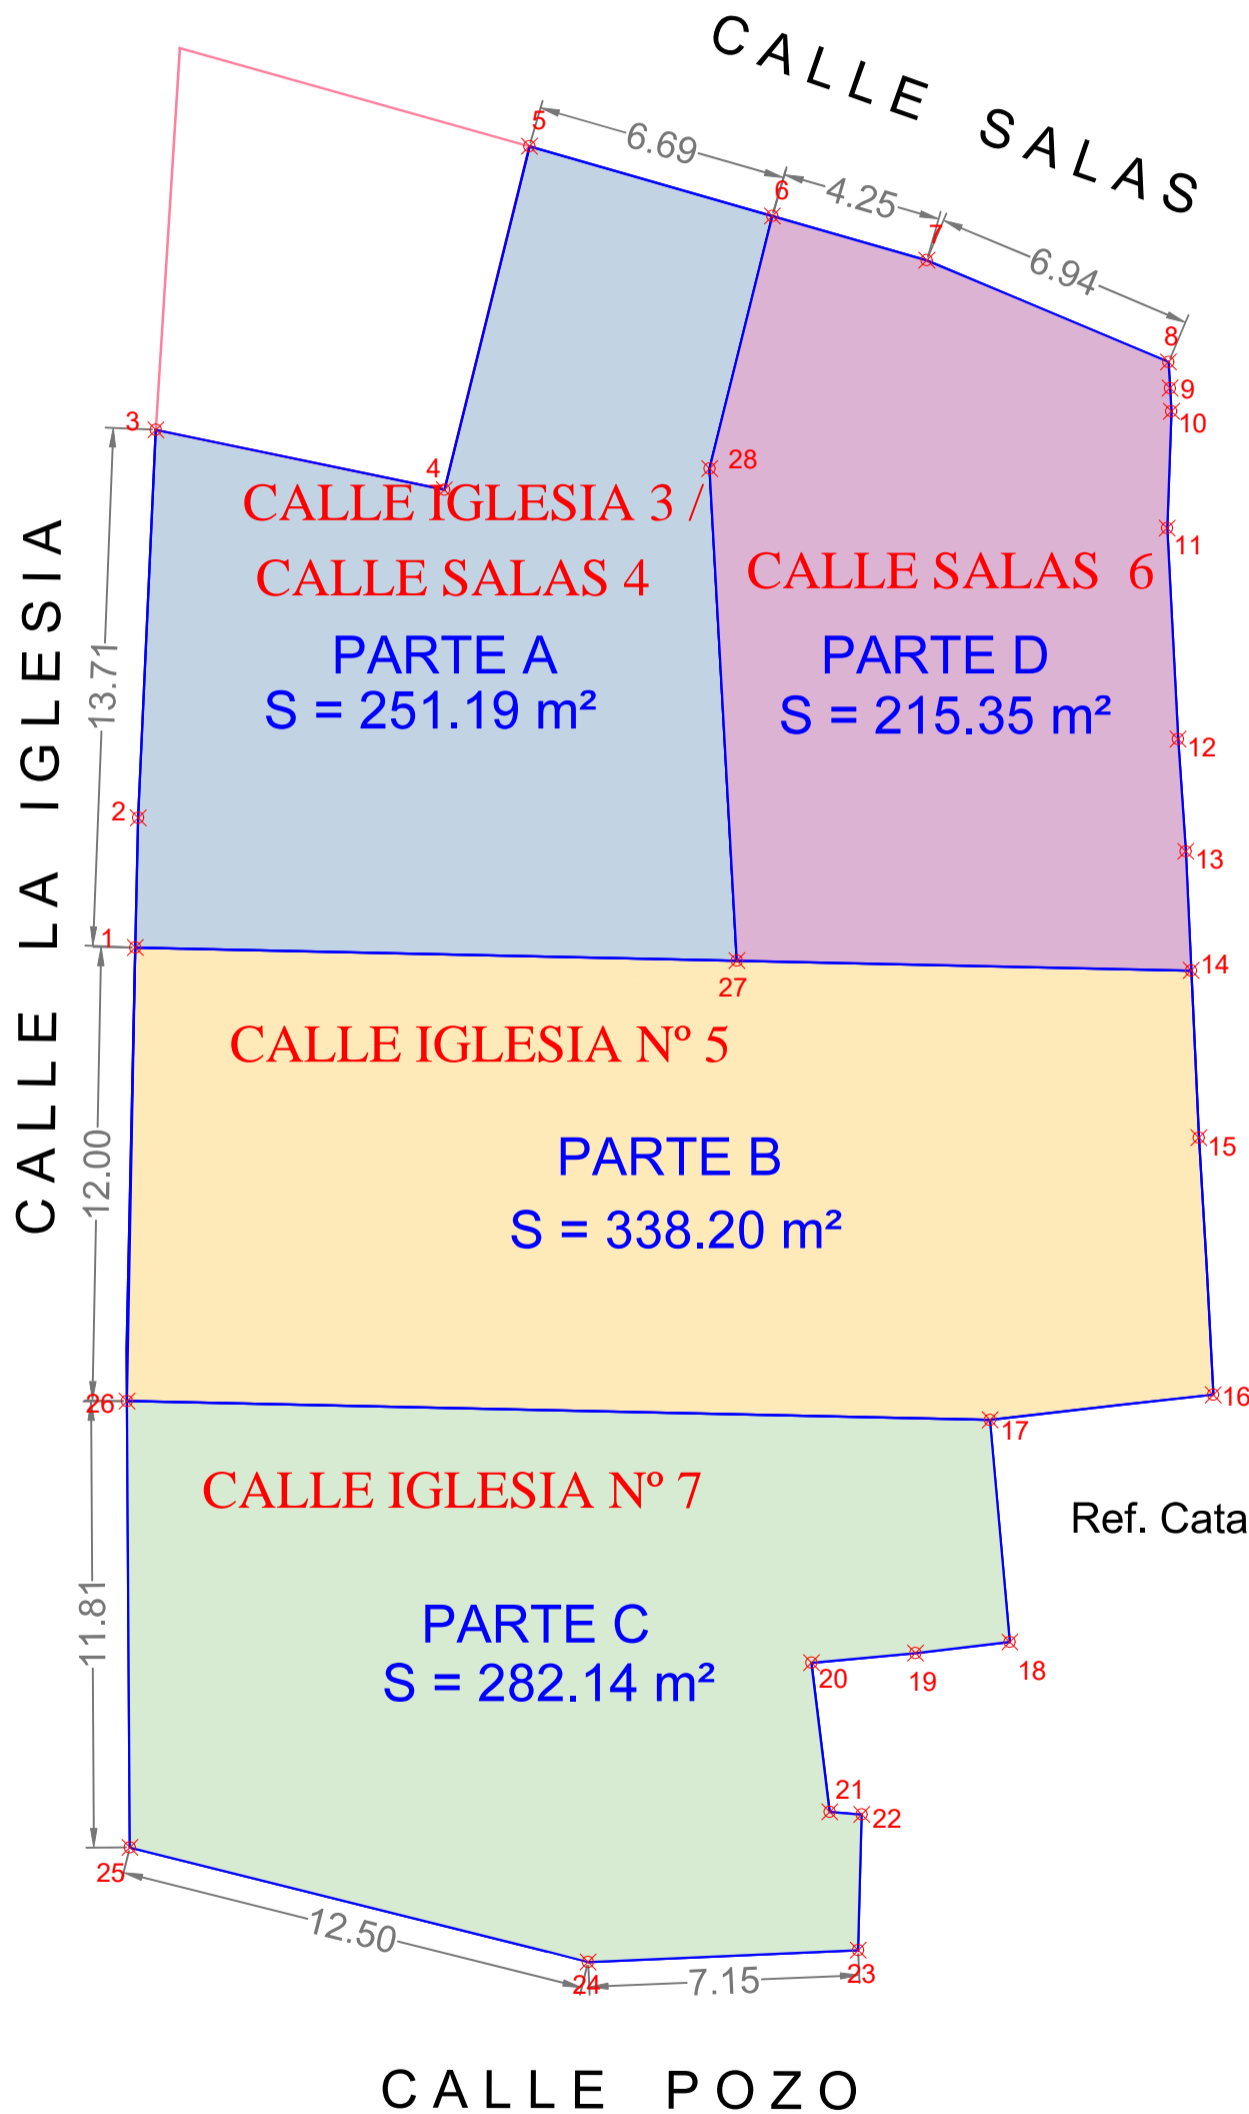 CALLE SALAS
5
6.69
6
4.25
7
6.94
8
9
10
3
4
28
CALLE IGLESIA 3 /
CALLE SALAS 4
11
CALLE SALAS 6
CALLE LA IGLESIA
13.71
PARTE A
S = 251.19 m²
PARTE D
S = 215.35 m²
12
2
13
1
14
27
CALLE IGLESIA Nº 5
12.00
15
PARTE B
S = 338.20 m²
26
16
17
CALLE IGLESIA Nº 7
Ref. Cata
11.81
PARTE C
S = 282.14 m²
18
19
20
21
22
25
12.50
23
24
7.15
CALLE POZO